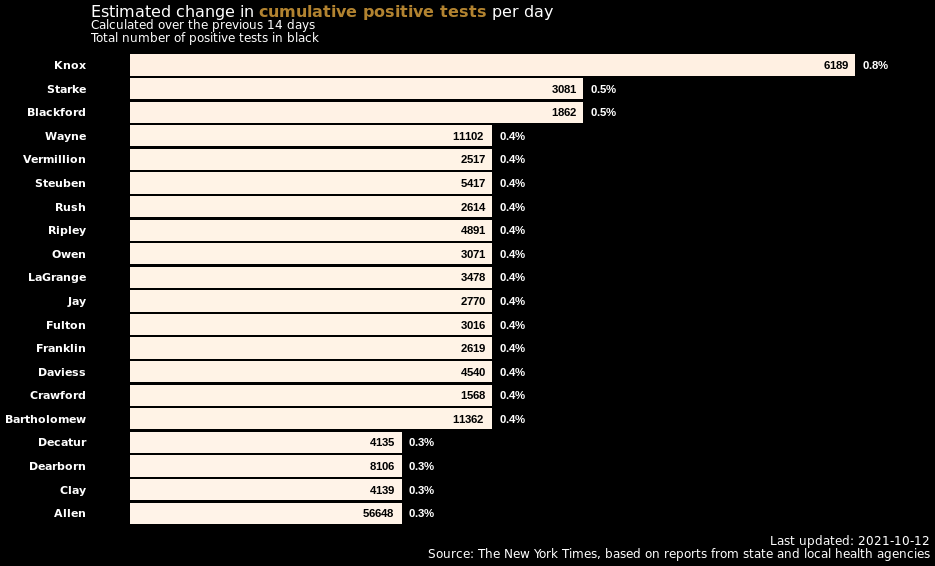 Estimated change in cumulative positive tests per day
Calculated over the previous 14 days
Total number of positive tests in black
Knox 6189 0.8%
Starke 3081 0.5%
Blackford 1862 0.5%
Wayne 11102 0.4%
Vermillion 2517 0.4%
Steuben 5417 0.4%
Rush 2614 0.4%
Ripley 4891 0.4%
Owen 3071 0.4%
LaGrange 3478 0.4%
Jay 2770 0.4%
Fulton 3016 0.4%
Franklin 2619 0.4%
Daviess 4540 0.4%
Crawford 1568 0.4%
Bartholomew 11362 0.4%
Decatur 4135 0.3%
Dearborn 8106 0.3%
Clay 4139 0.3%
Allen 56648 0.3%
Last updated: 2021-10-12
Source: The New York Times, based on reports from state and local health agencies